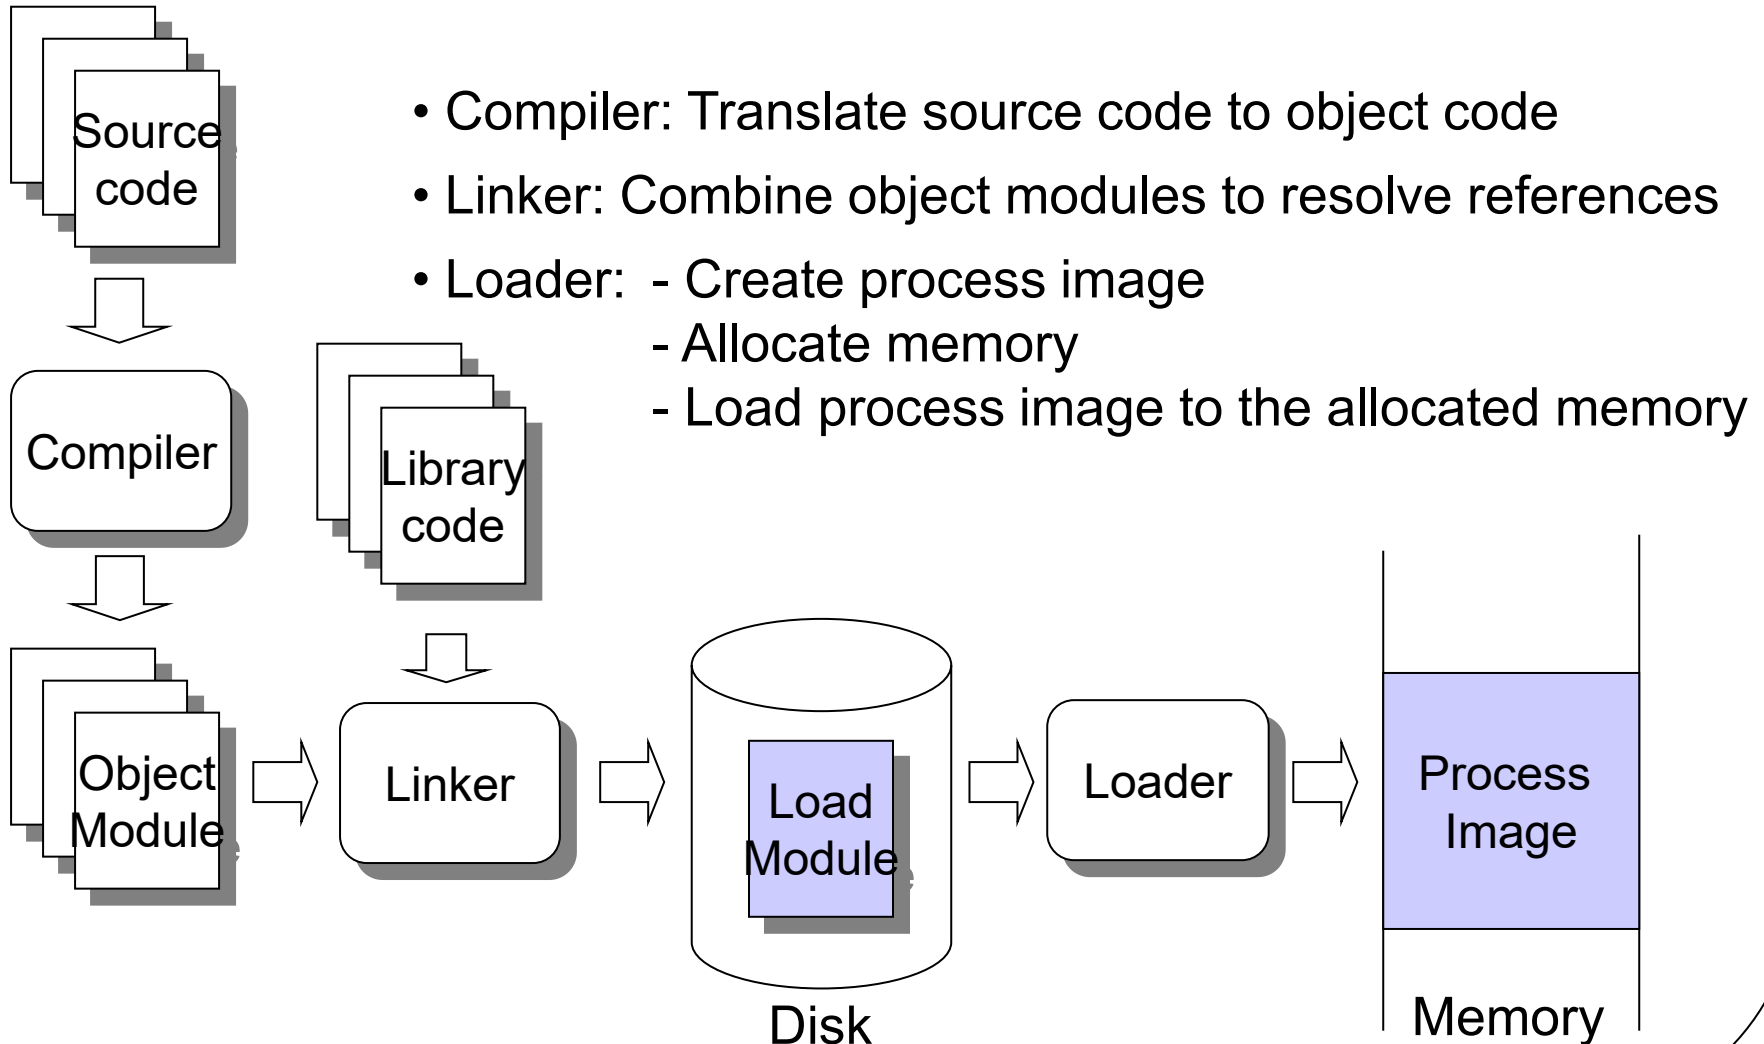 Source
code
• Compiler: Translate source code to object code
• Linker: Combine object modules to resolve references
• Loader: - Create process image
- Allocate memory
- Load process image to the allocated memory
Compiler
Library
code
Object
Module
Linker
Load
Module
Disk
Loader
Process
Image
Memory